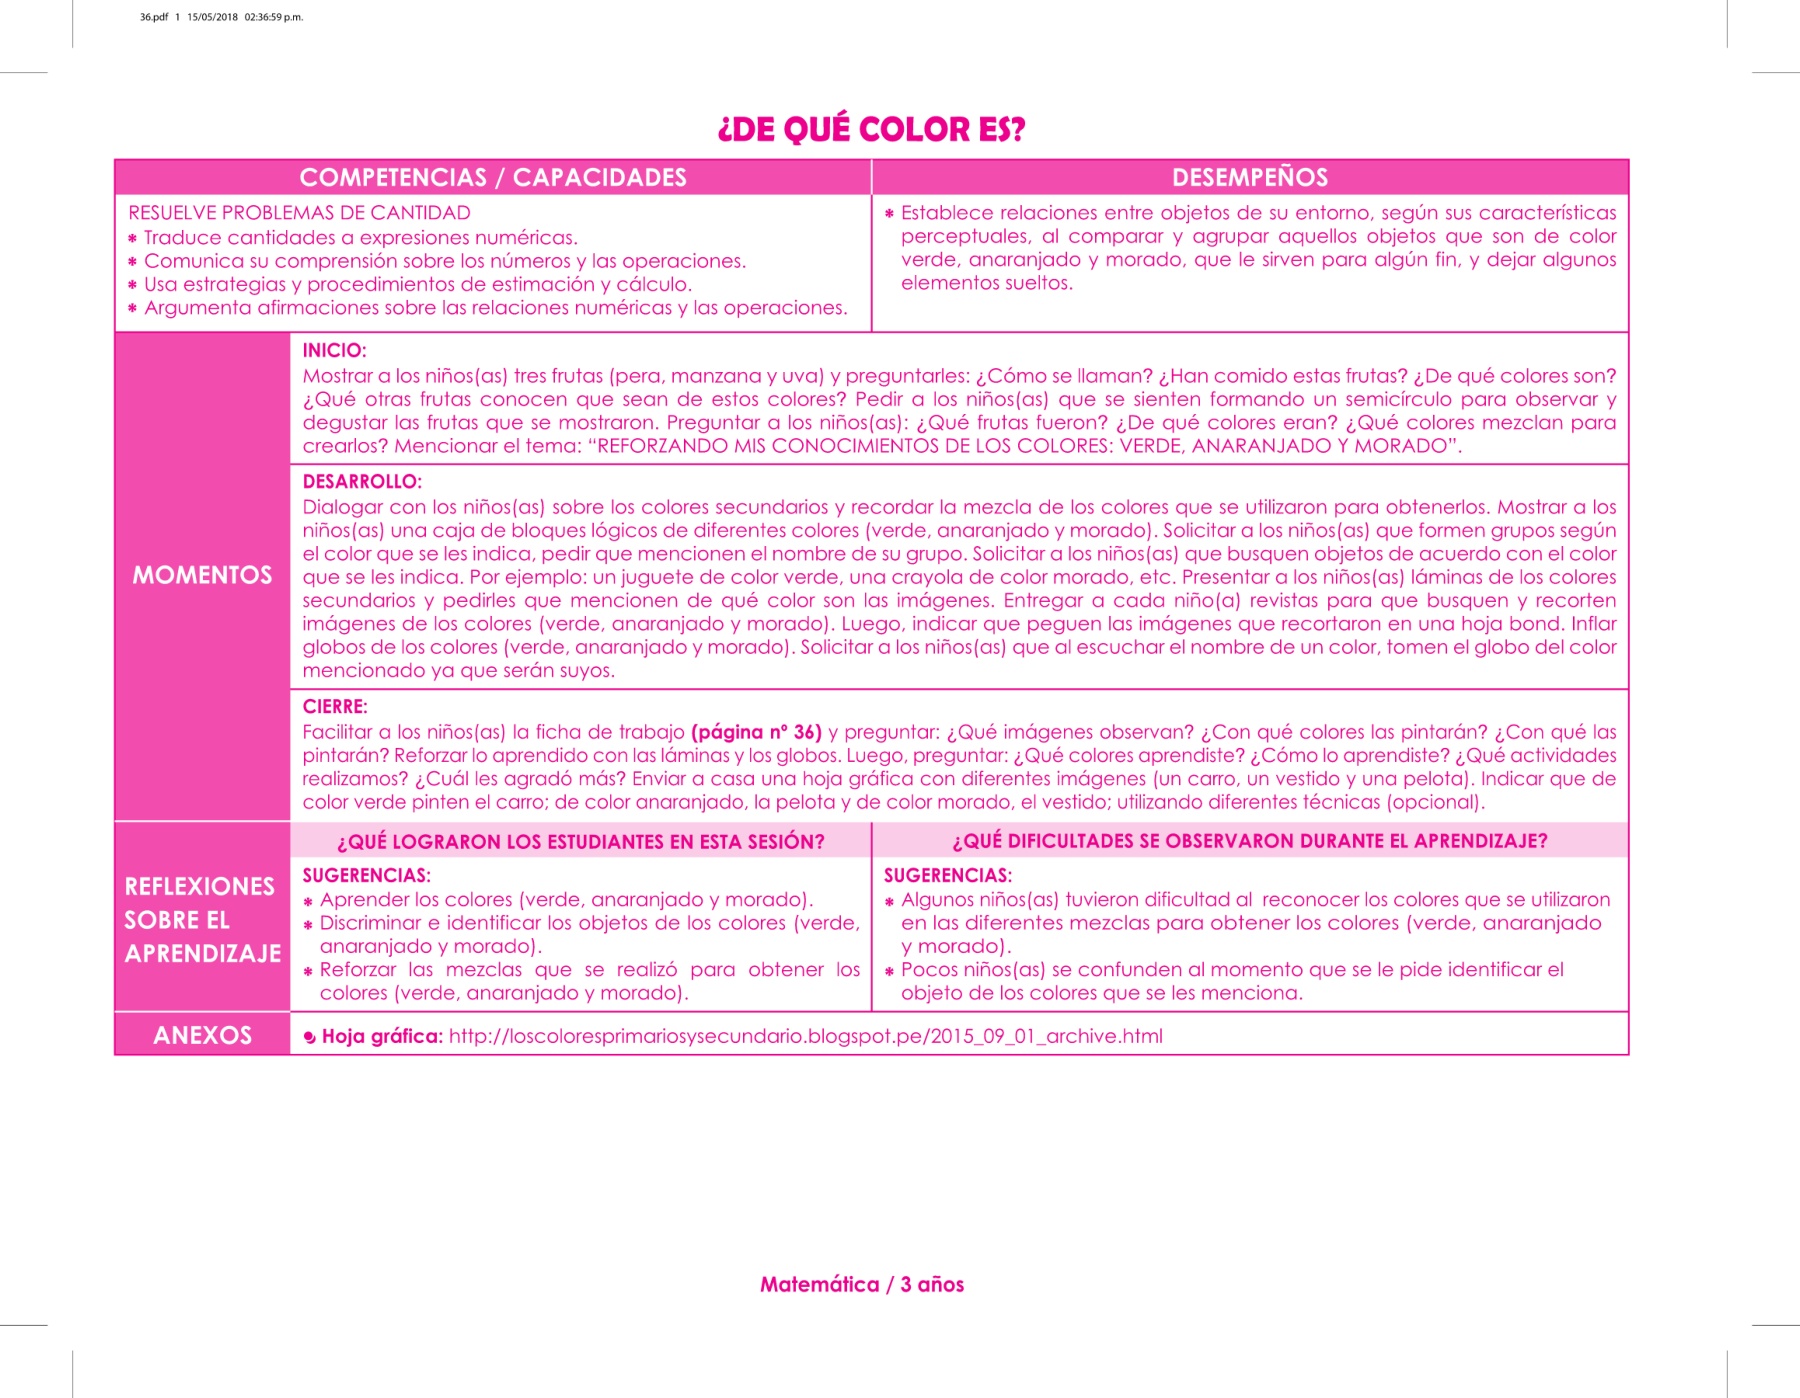 36.pdf 1 15/05/2018 02:36:59 p.m.
¿DE QUÉ COLOR ES?
COMPETENCIAS / CAPACIDADES
DESEMPEÑOS
RESUELVE PROBLEMAS DE CANTIDAD
* Traduce cantidades a expresiones numéricas.
* Comunica su comprensión sobre los números y las operaciones.
* Usa estrategias y procedimientos de estimación y cálculo.
* Argumenta afirmaciones sobre las relaciones numéricas y las operaciones.
* Establece relaciones entre objetos de su entorno, según sus características
perceptuales, al comparar y agrupar aquellos objetos que son de color
verde, anaranjado y morado, que le sirven para algún fin, y dejar algunos
elementos sueltos.
MOMENTOS
INICIO:
Mostrar a los niños(as) tres frutas (pera, manzana y uva) y preguntarles: ¿Cómo se llaman? ¿Han comido estas frutas? ¿De qué colores son?
¿Qué otras frutas conocen que sean de estos colores? Pedir a los niños(as) que se sienten formando un semicírculo para observar y
degustar las frutas que se mostraron. Preguntar a los niños(as): ¿Qué frutas fueron? ¿De qué colores eran? ¿Qué colores mezclan para
crearlos? Mencionar el tema: “REFORZANDO MIS CONOCIMIENTOS DE LOS COLORES: VERDE, ANARANJADO Y MORADO”.
DESARROLLO:
Dialogar con los niños(as) sobre los colores secundarios y recordar la mezcla de los colores que se utilizaron para obtenerlos. Mostrar a los
niños(as) una caja de bloques lógicos de diferentes colores (verde, anaranjado y morado). Solicitar a los niños(as) que formen grupos según
el color que se les indica, pedir que mencionen el nombre de su grupo. Solicitar a los niños(as) que busquen objetos de acuerdo con el color
que se les indica. Por ejemplo: un juguete de color verde, una crayola de color morado, etc. Presentar a los niños(as) láminas de los colores
secundarios y pedirles que mencionen de qué color son las imágenes. Entregar a cada niño(a) revistas para que busquen y recorten
imágenes de los colores (verde, anaranjado y morado). Luego, indicar que peguen las imágenes que recortaron en una hoja bond. Inflar
globos de los colores (verde, anaranjado y morado). Solicitar a los niños(as) que al escuchar el nombre de un color, tomen el globo del color
mencionado ya que serán suyos.
CIERRE:
Facilitar a los niños(as) la ficha de trabajo (página nº 36) y preguntar: ¿Qué imágenes observan? ¿Con qué colores las pintarán? ¿Con qué las
pintarán? Reforzar lo aprendido con las láminas y los globos. Luego, preguntar: ¿Qué colores aprendiste? ¿Cómo lo aprendiste? ¿Qué actividades
realizamos? ¿Cuál les agradó más? Enviar a casa una hoja gráfica con diferentes imágenes (un carro, un vestido y una pelota). Indicar que de
color verde pinten el carro; de color anaranjado, la pelota y de color morado, el vestido; utilizando diferentes técnicas (opcional).
REFLEXIONES
SOBRE EL
APRENDIZAJE
¿QUÉ LOGRARON LOS ESTUDIANTES EN ESTA SESIÓN?
SUGERENCIAS:
* Aprender los colores (verde, anaranjado y morado).
* Discriminar e identificar los objetos de los colores (verde,
anaranjado y morado).
* Reforzar las mezclas que se realizó para obtener los
colores (verde, anaranjado y morado).
¿QUÉ DIFICULTADES SE OBSERVARON DURANTE EL APRENDIZAJE?
SUGERENCIAS:
* Algunos niños(as) tuvieron dificultad al reconocer los colores que se utilizaron
en las diferentes mezclas para obtener los colores (verde, anaranjado
y morado).
* Pocos niños(as) se confunden al momento que se le pide identificar el
objeto de los colores que se les menciona.
ANEXOS
Hoja gráfica: http://loscoloresprimariosysecundario.blogspot.pe/2015_09_01_archive.html
Matemática / 3 años